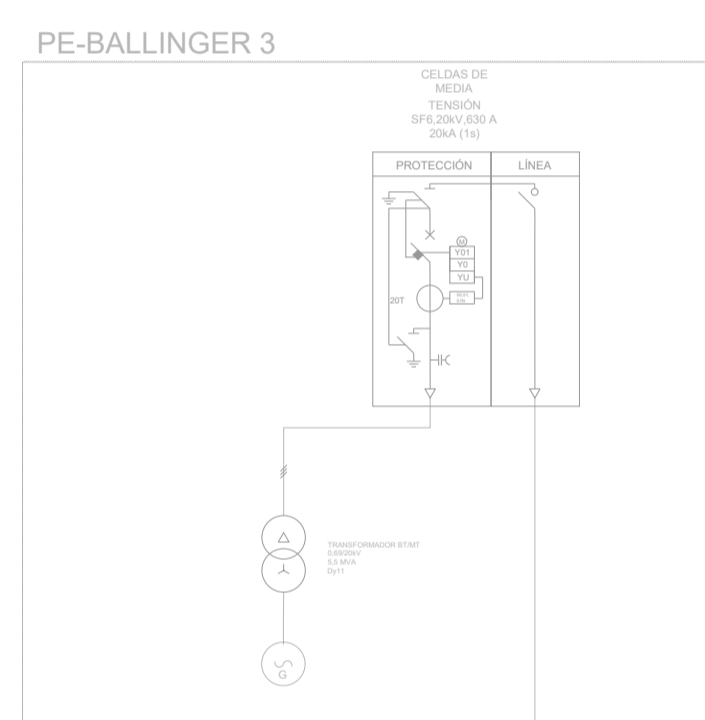 PE-BALLINGER 3
CELDAS DE
MEDIA
TENSIÓN
SF6,20kV,630 A
20kA (1s)
PROTECCIÓN
LÍNEA
M
Y01
Y0
YU
20T
TRANSFORMADOR BT/MT
0,69/20kV
5,5 MVA
Dy11
G